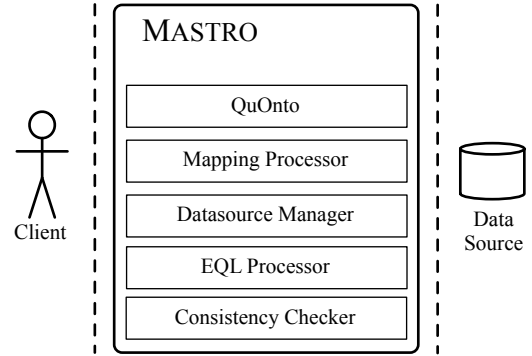 MASTRO
QuOnto
Mapping Processor
Datasource Manager
EQL Processor
Consistency Checker
Client
Data
Source